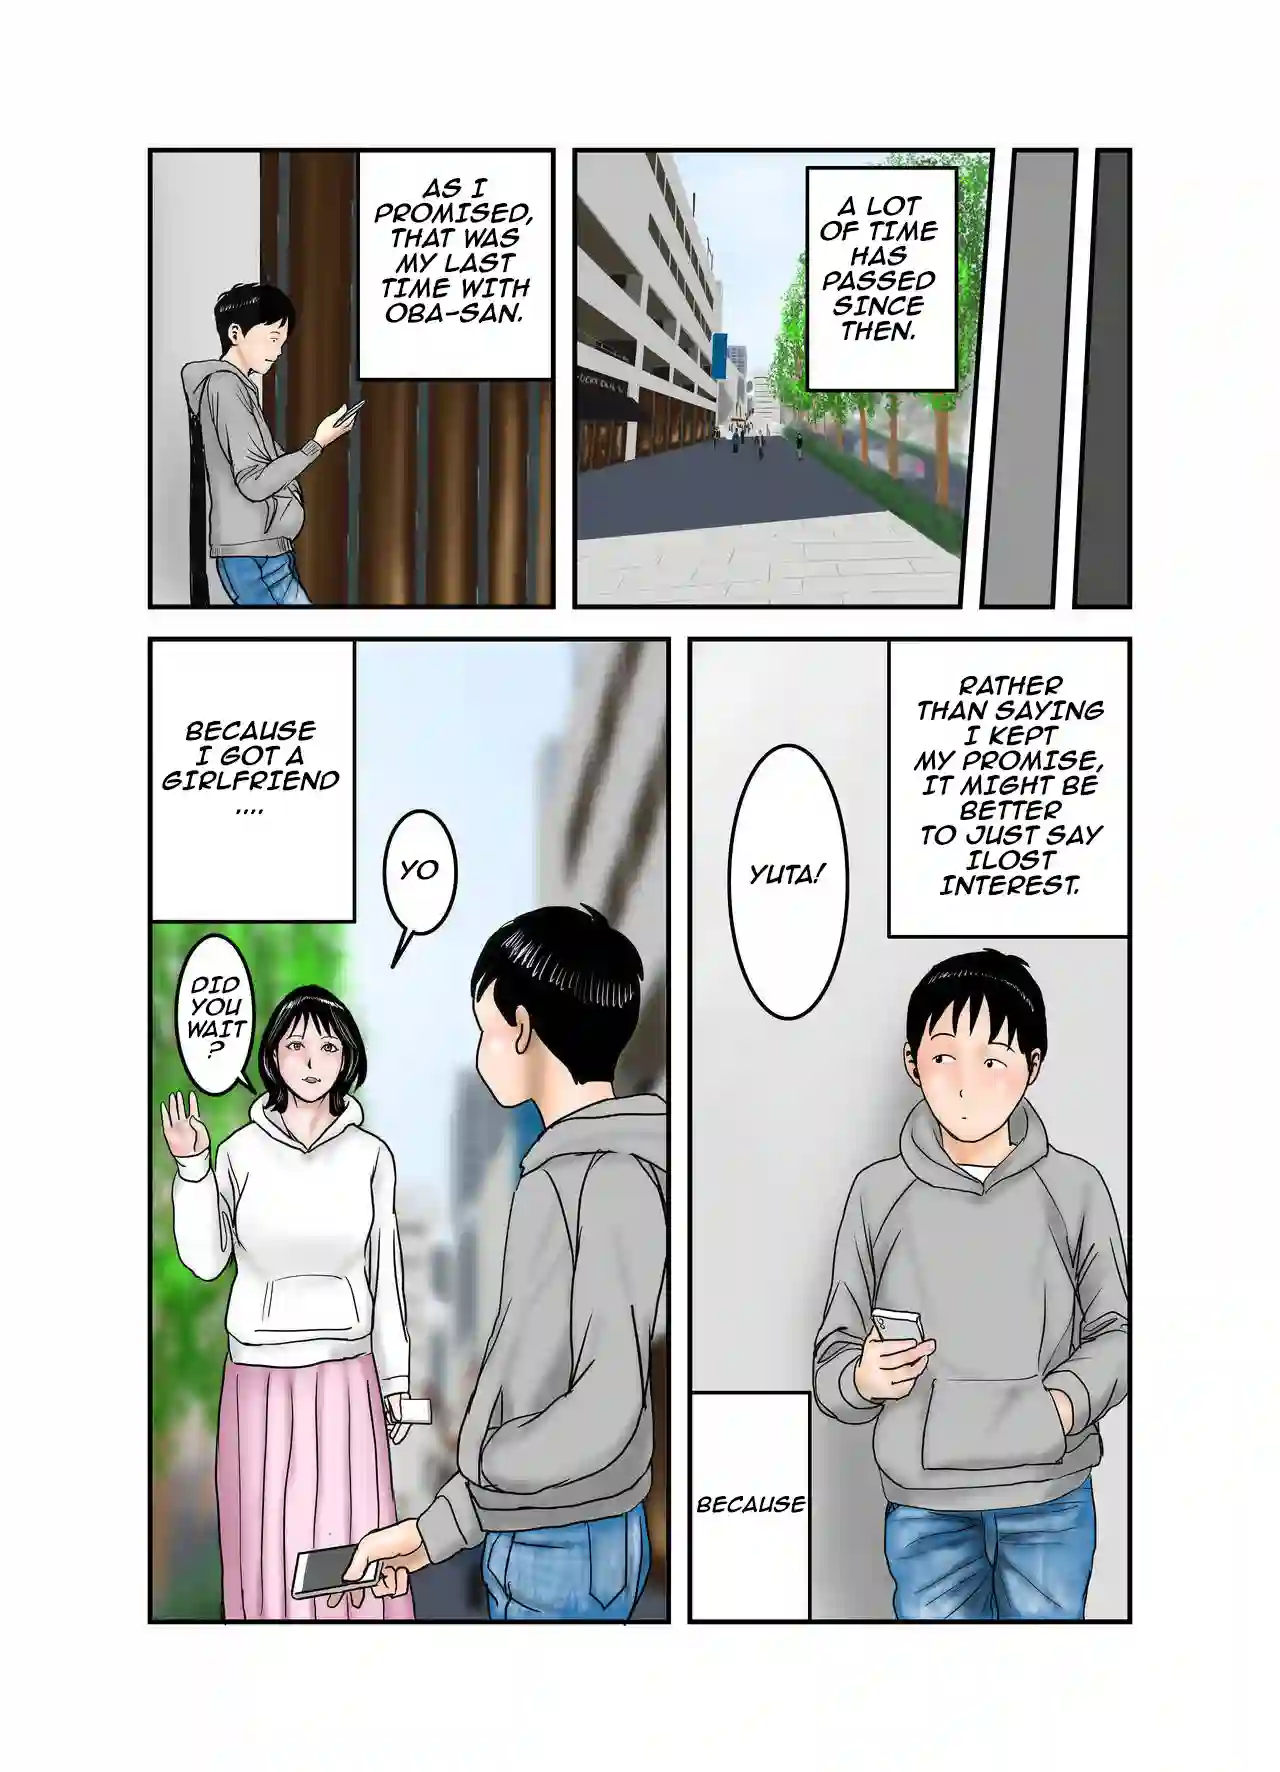 A LOT
OF TIME
HAS
PASSED
SINCE
THEN.
AS I
PROMISED,
THAT WAS
MY LAST
TIME WITH
OBA-SAN.
RATHER
THAN SAYING
I KEPT
MY PROMISE,
IT MIGHT BE
BETTER
TO JUST SAY
ILOST
INTEREST.
YUTA!
BECAUSE
BECAUSE
I GOT A
GIRLFRIEND
....
YO
DID
YOU
WAIT
?